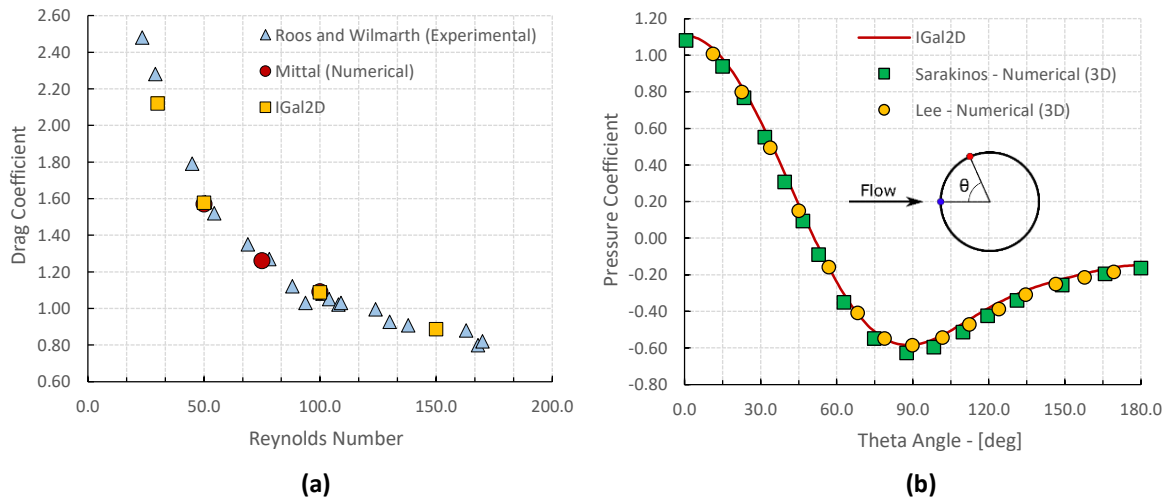 2.60
2.40
2.20
2.00
1.80
1.60
1.40
1.20
1.00
0.80
0.60
Drag Coefficient
Roos and Wilmarth (Experimental)
Mittal (Numerical)
IGal2D
0.0
50.0
100.0
150.0
200.0
Reynolds Number
(a)
1.20
1.00
0.80
0.60
0.40
0.20
0.00
-0.20
-0.40
-0.60
-0.80
Pressure Coefficient
IGal2D
Sarakinos - Numerical (3D)
Lee - Numerical (3D)
Flow
θ
0.0
30.0
60.0
90.0
120.0
150.0
180.0
Theta Angle - [deg]
(b)